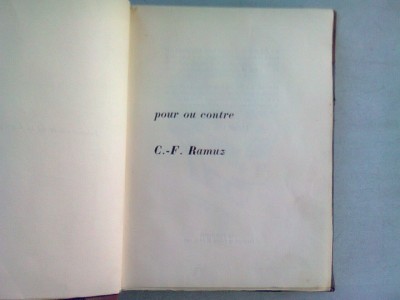 pour ou contre
C.-F. Ramuz